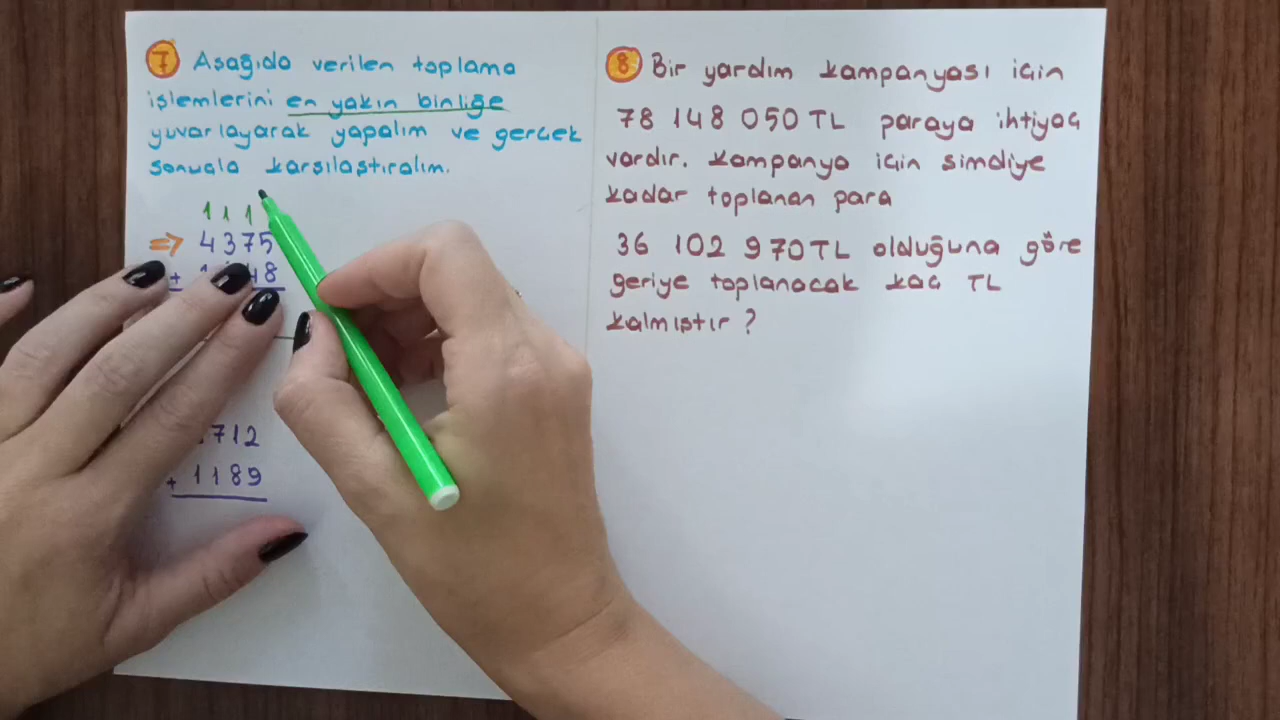 7 Aşağıda verilen toplama
işlemlerini en yakın binliğe
yuvarlayarak yapalım ve gerçek
sonuçla karşılaştıralım.
1 1 1
⇒ 4375
+ 48
712
+ 1189
8 Bir yardım kampanyası için
78 148 050 TL paraya ihtiyaç
vardır. Kampanya için şimdiye
kadar toplanan para
36 102 970 TL olduğuna göre
geriye toplanacak kaç TL
kalmıştır ?